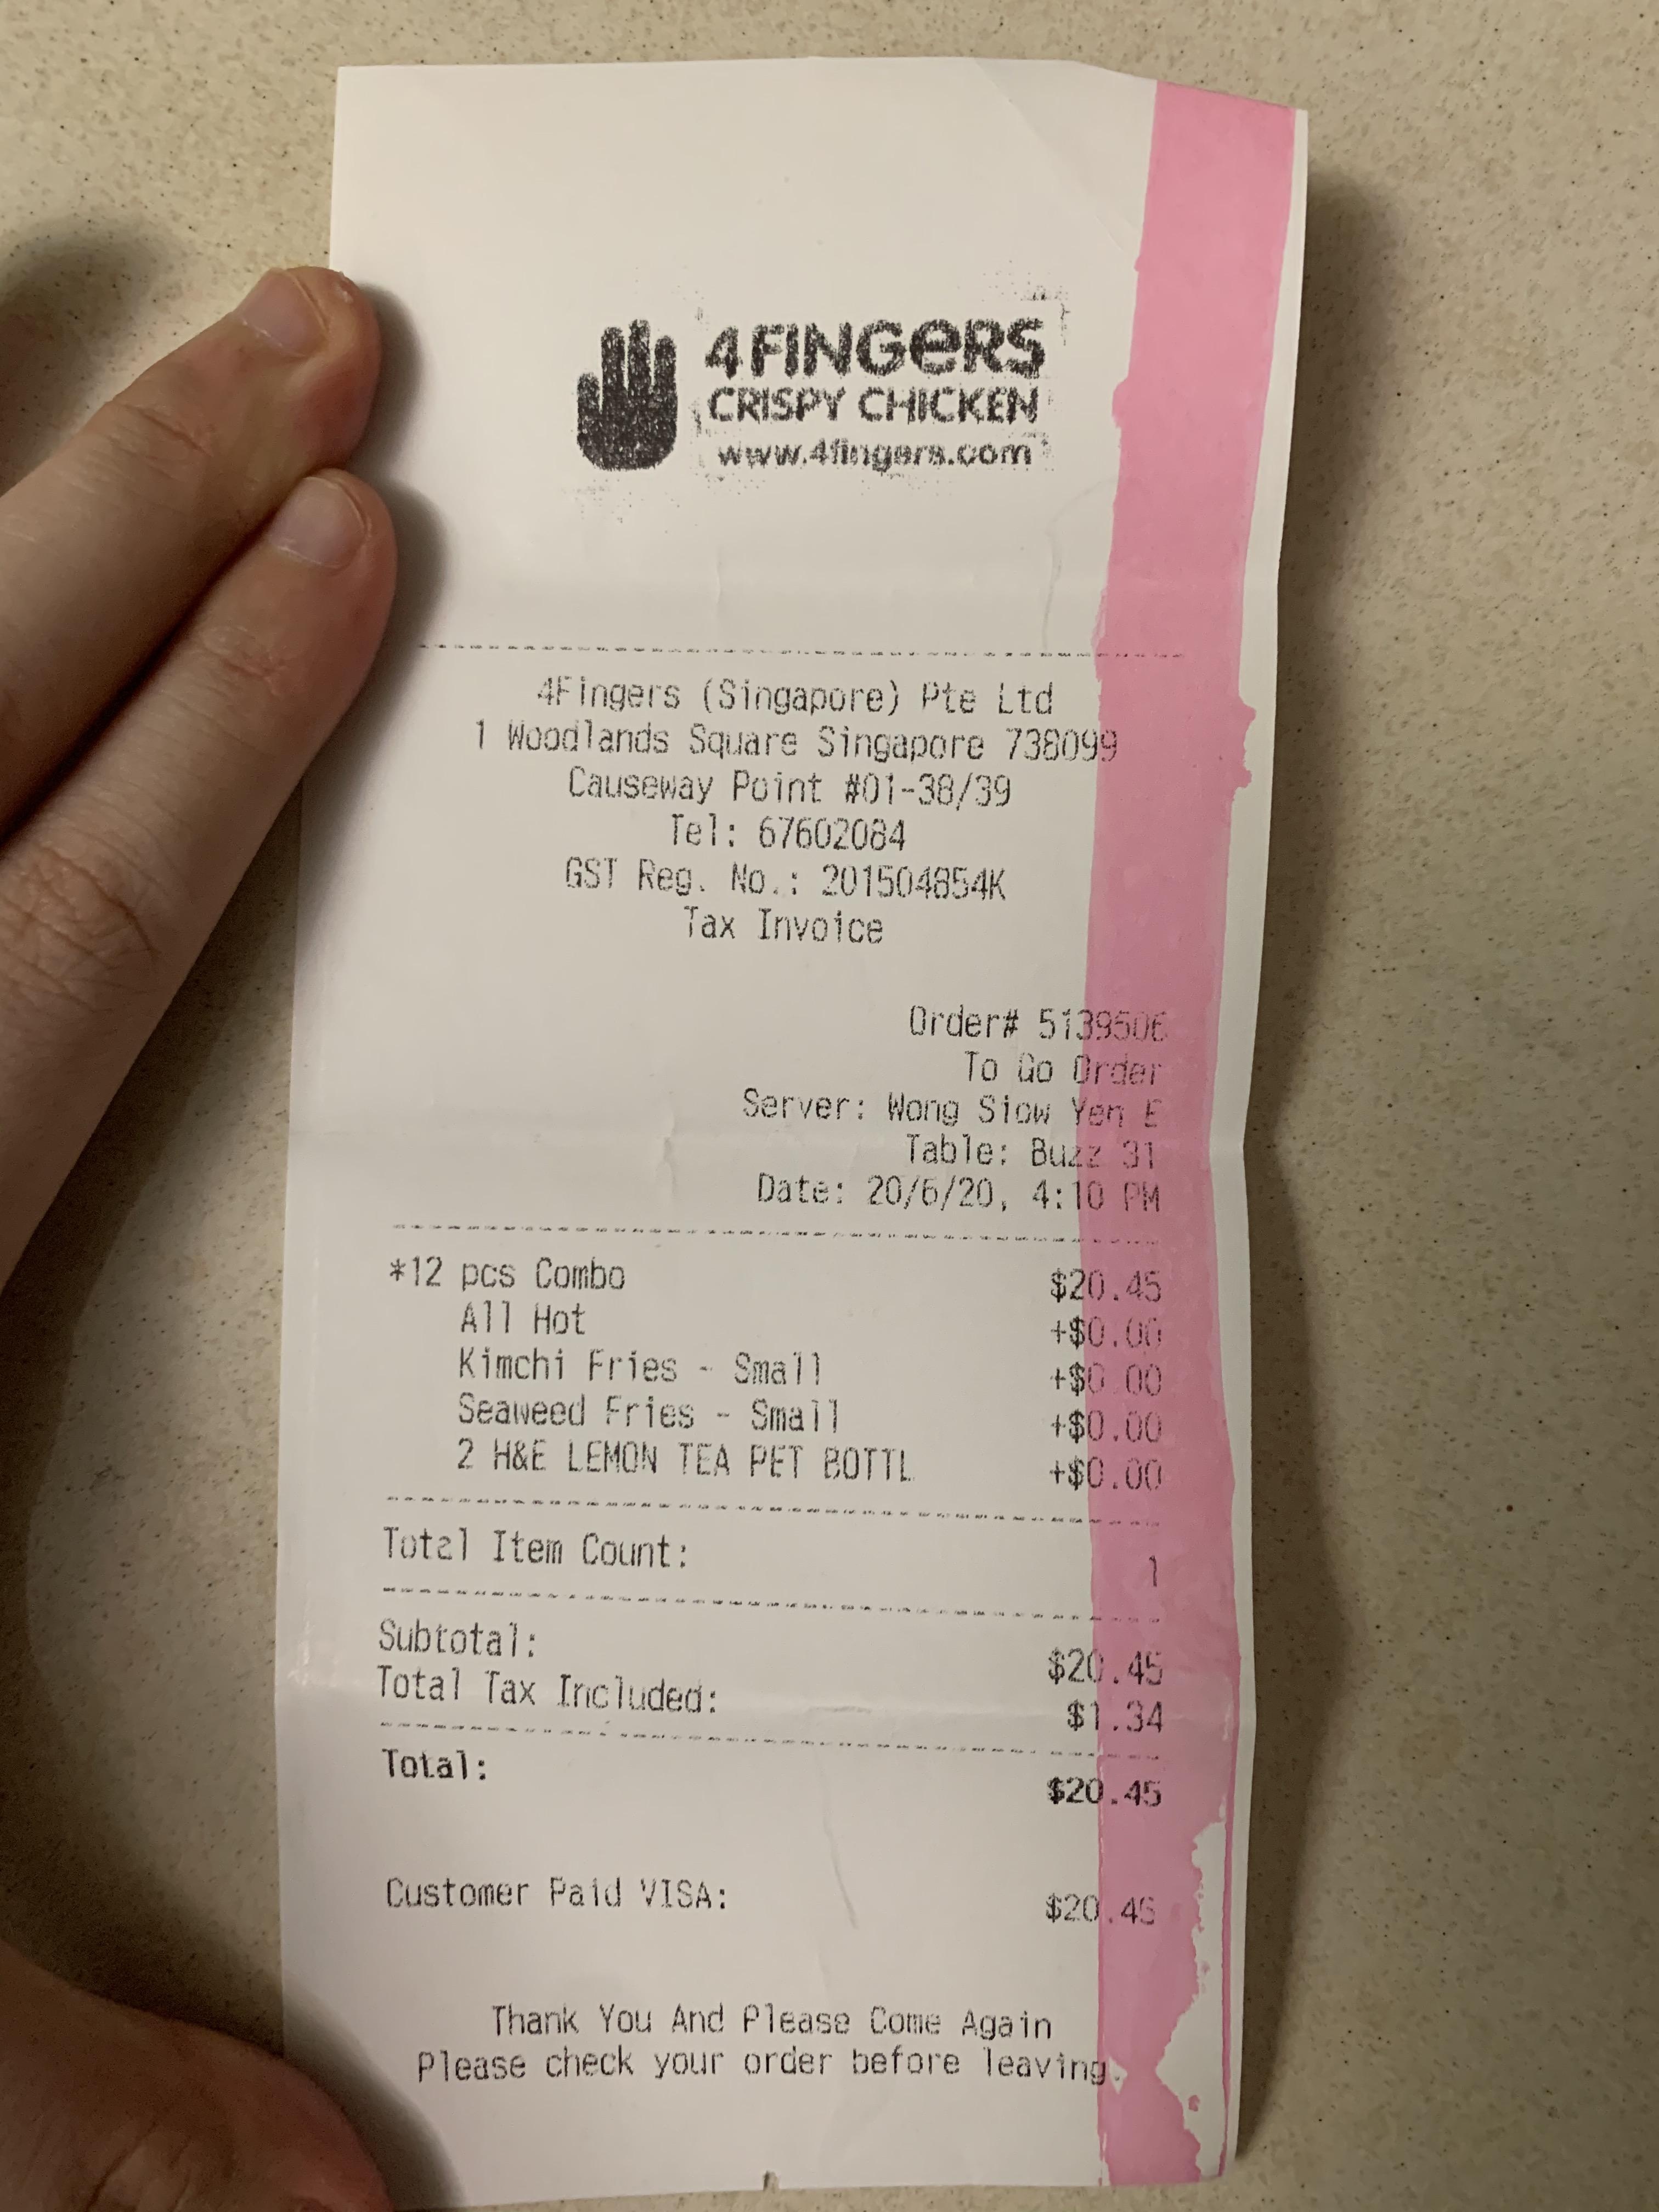 4FINGERS
CRISPY CHICKEN
www.4fingers.com
4Fingers (Singapore) Pte Ltd
1 Woodlands Square Singapore 738099
Causeway Point #01-38/39
Tel: 67602084
GST Reg. No.: 201504854K
Tax Invoice
Order# 5139506
To Go Order
Server: Wong Siow Yen E
Table: Buzz 31
Date: 20/6/20, 4:10 PM
*12 pcs Combo $20.45
All Hot +$0.00
Kimchi Fries - Small +$0.00
Seaweed Fries - Small +$0.00
2 H&E LEMON TEA PET BOTTL +$0.00
Total Item Count: 1
Subtotal: $20.45
Total Tax Included: $1.34
Total: $20.45
Customer Paid VISA: $20.45
Thank You And Please Come Again
Please check your order before leaving.